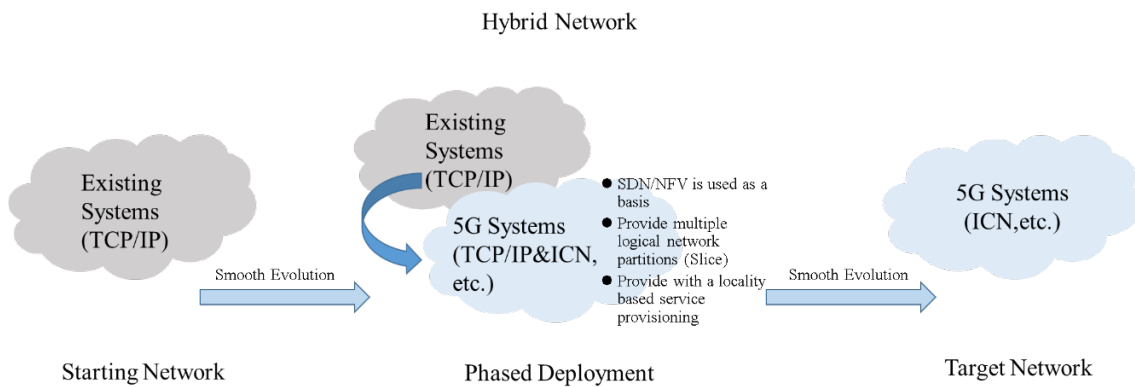 Hybrid Network
Existing
Systems
(TCP/IP)
Smooth Evolution
Starting Network
Existing
Systems
(TCP/IP)
5G Systems
(TCP/IP&ICN,
etc.)
● SDN/NFV is used as a
basis
● Provide multiple
logical network
partitions (Slice)
● Provide with a locality
based service
provisioning
Phased Deployment
Smooth Evolution
5G Systems
(ICN,etc.)
Target Network